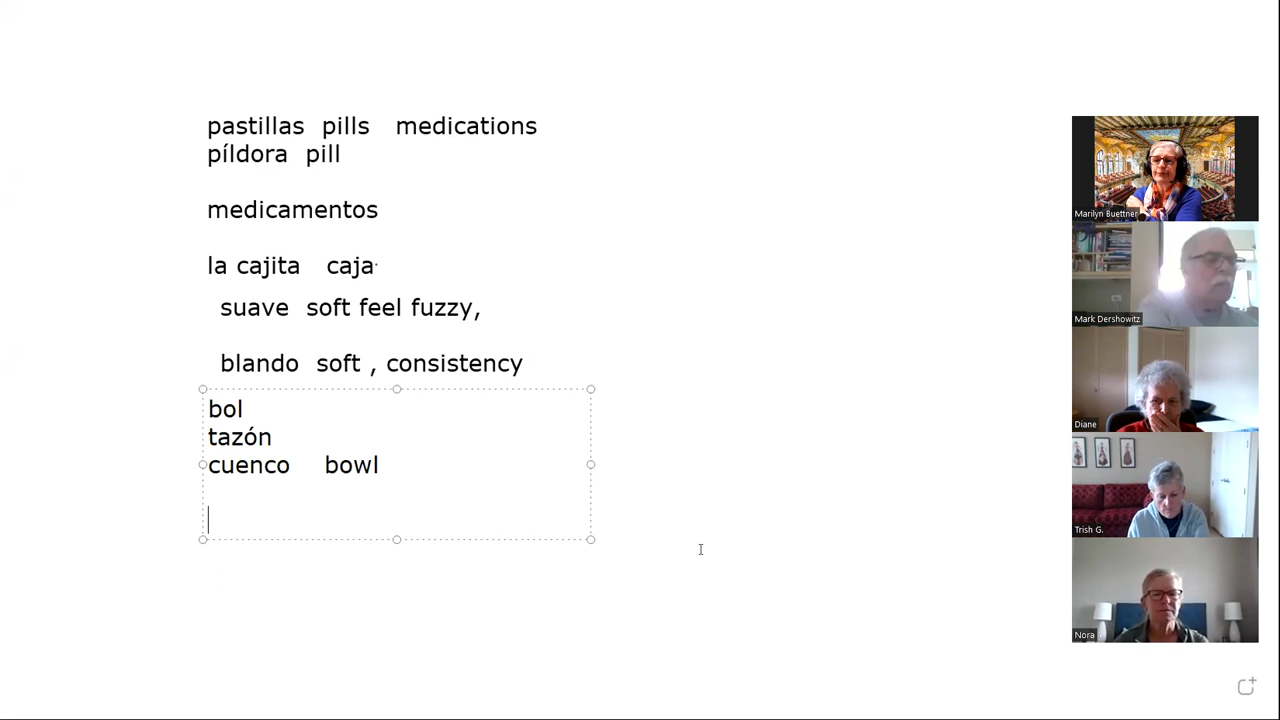 pastillas pills medications
píldora pill
medicamentos
la cajita caja
suave soft feel fuzzy,
blando soft , consistency
bol
tazón
cuenco bowl
Marilyn Buettner
Mark Dershowitz
Diane
Trish G.
Nora